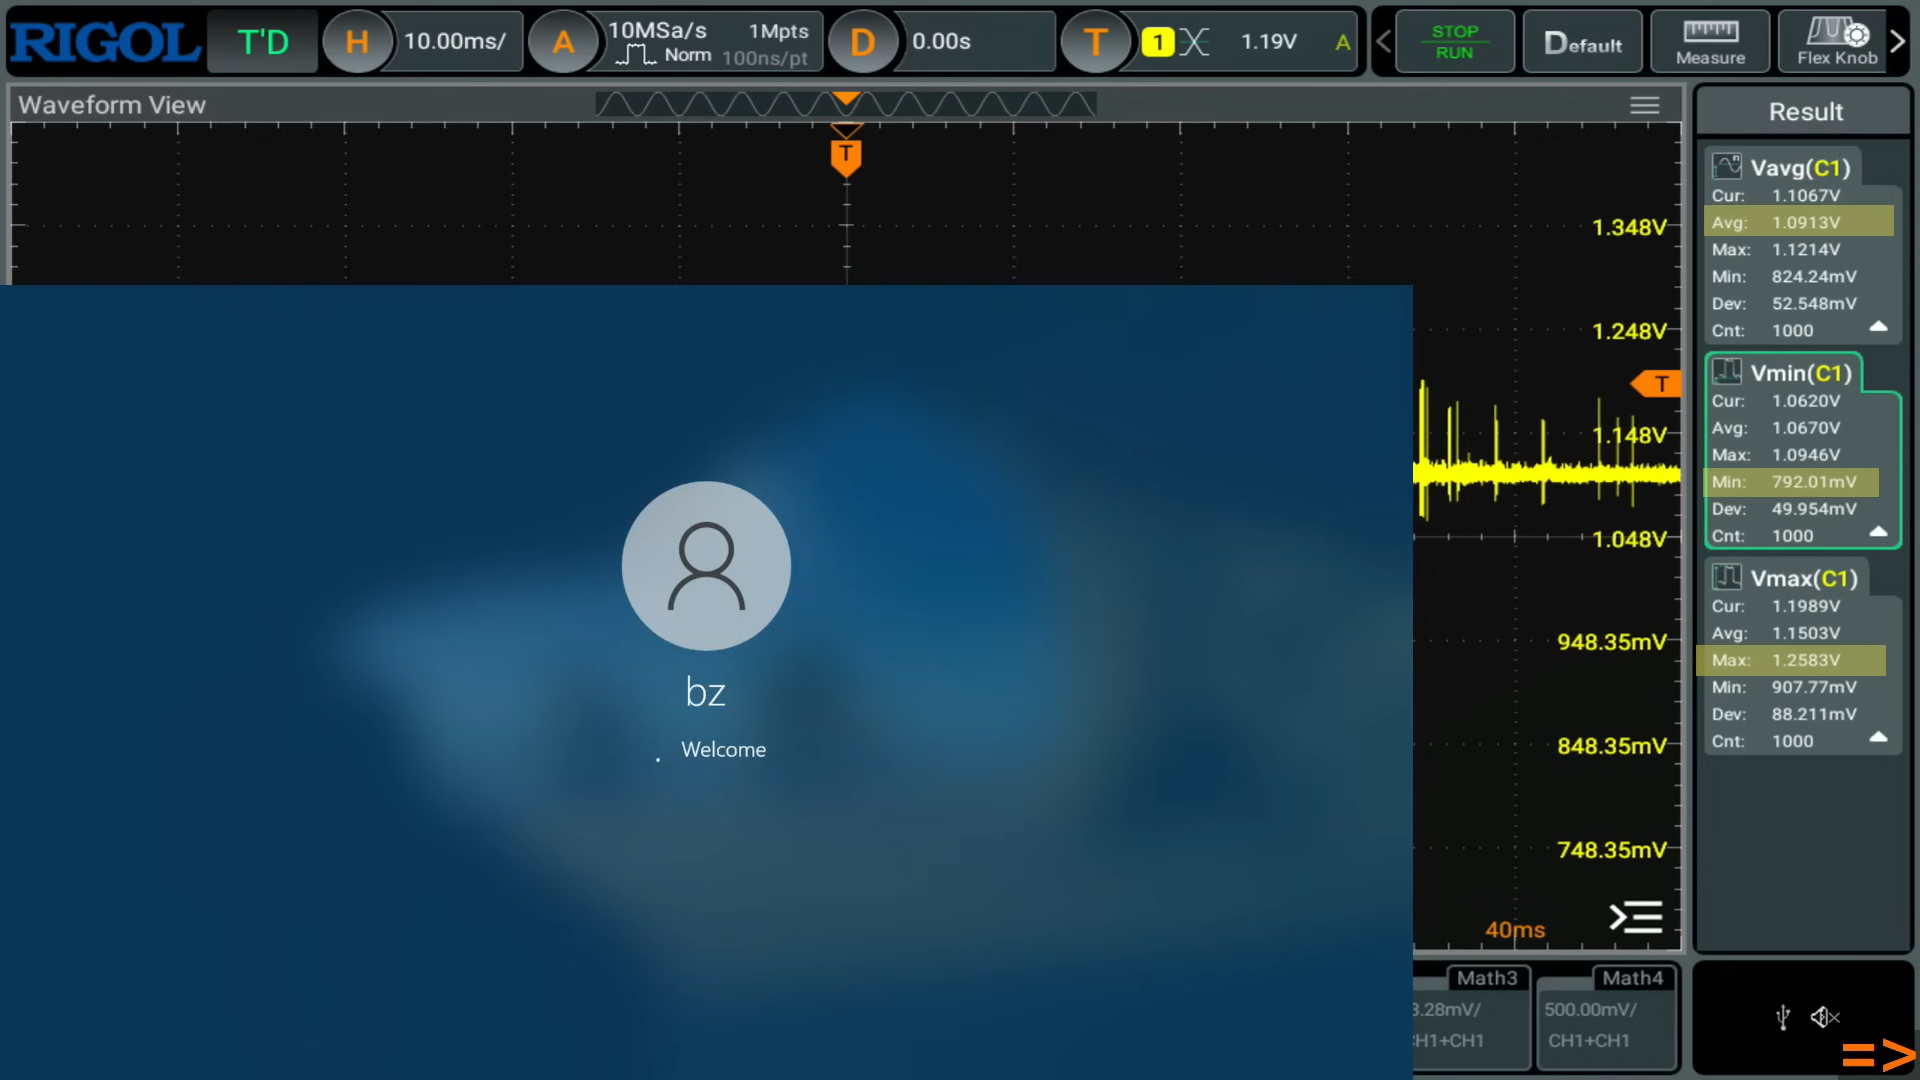 RIGOL T'D H 10.00ms/ A 10MSa/s 1Mpts Norm 100ns/pt D 0.00s T 1 1.19V A STOP RUN Default Measure Flex Knob
Waveform View
T
1.348V
1.248V
T
1.148V
1.048V
948.35mV
848.35mV
748.35mV
40ms
bz
Welcome
Result
Vavg(C1)
Cur: 1.1067V
Avg: 1.0913V
Max: 1.1214V
Min: 824.24mV
Dev: 52.548mV
Cnt: 1000
Vmin(C1)
Cur: 1.0620V
Avg: 1.0670V
Max: 1.0946V
Min: 792.01mV
Dev: 49.954mV
Cnt: 1000
Vmax(C1)
Cur: 1.1989V
Avg: 1.1503V
Max: 1.2583V
Min: 907.77mV
Dev: 88.211mV
Cnt: 1000
Math3
3.28mV/
CH1+CH1
Math4
500.00mV/
CH1+CH1
=>